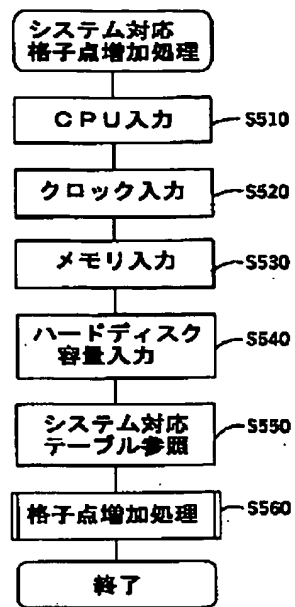 システム対応
格子点増加処理
CPU入力
S510
クロック入力
S520
メモリ入力
S530
ハードディスク
容量入力
S540
システム対応
テーブル参照
S550
格子点増加処理
S560
終了